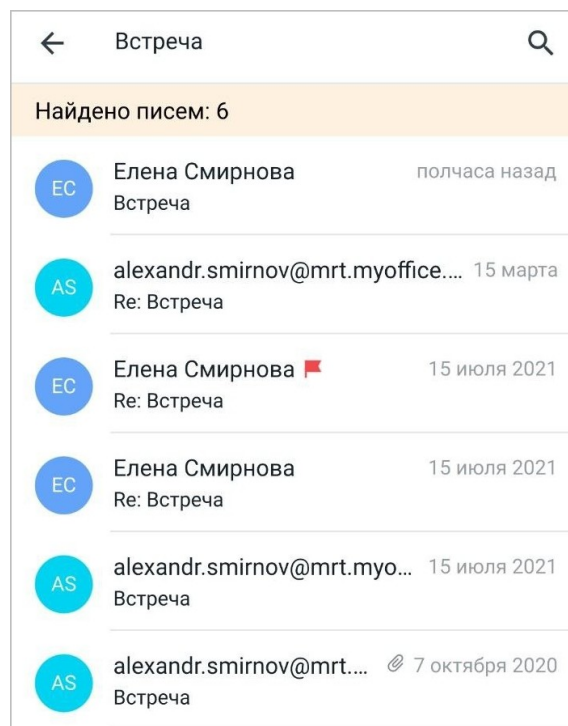 Встреча
Найдено писем: 6
ЕС
Елена Смирнова
полчаса назад
Встреча
AS
alexandr.smirnov@mrt.myoffice.... 15 марта
Re: Встреча
ЕС
Елена Смирнова
15 июля 2021
Re: Встреча
ЕС
Елена Смирнова
15 июля 2021
Re: Встреча
AS
alexandr.smirnov@mrt.myo... 15 июля 2021
Встреча
AS
alexandr.smirnov@mrt.... 7 октября 2020
Встреча